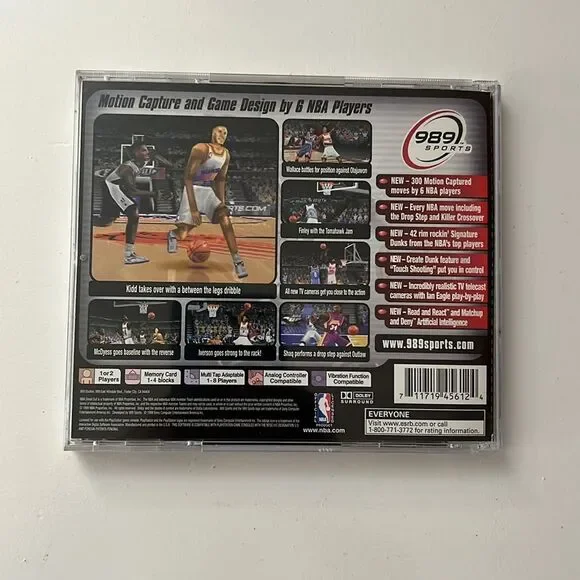 Motion Capture and Game Design by 6 NBA Players
989
SPORTS
Kidd takes over with a between the legs dribble
Wallace battles for position against Olajuwon
Finley with the Tomahawk Jam
All new TV cameras get you close to the action
McDyess goes baseline with the reverse
Iverson goes strong to the rack!
Shaq performs a drop step against Outlaw
NEW – 300 Motion Captured
moves by 6 NBA players
NEW – Every NBA move including
the Drop Step and Killer Crossover
NEW – 42 rim rockin' Signature
Dunks from the NBA's top players
NEW – Create Dunk feature and
"Touch Shooting" put you in control
NEW – Incredibly realistic TV telecast
cameras with Ian Eagle play-by-play
NEW – Read and React™ and Matchup
and Deny™ Artificial Intelligence
www.989sports.com
1 or 2
Players
Memory Card
1-4 blocks
Multi Tap Adaptable
1- 8 Players
Analog Controller
Compatible
Vibration Function
Compatible
NBA
PRODUCT
www.nba.com
DOLBY
SURROUND
7 11719 45612 4
EVERYONE
Visit www.esrb.org or call
1-800-771-3772 for rating information.